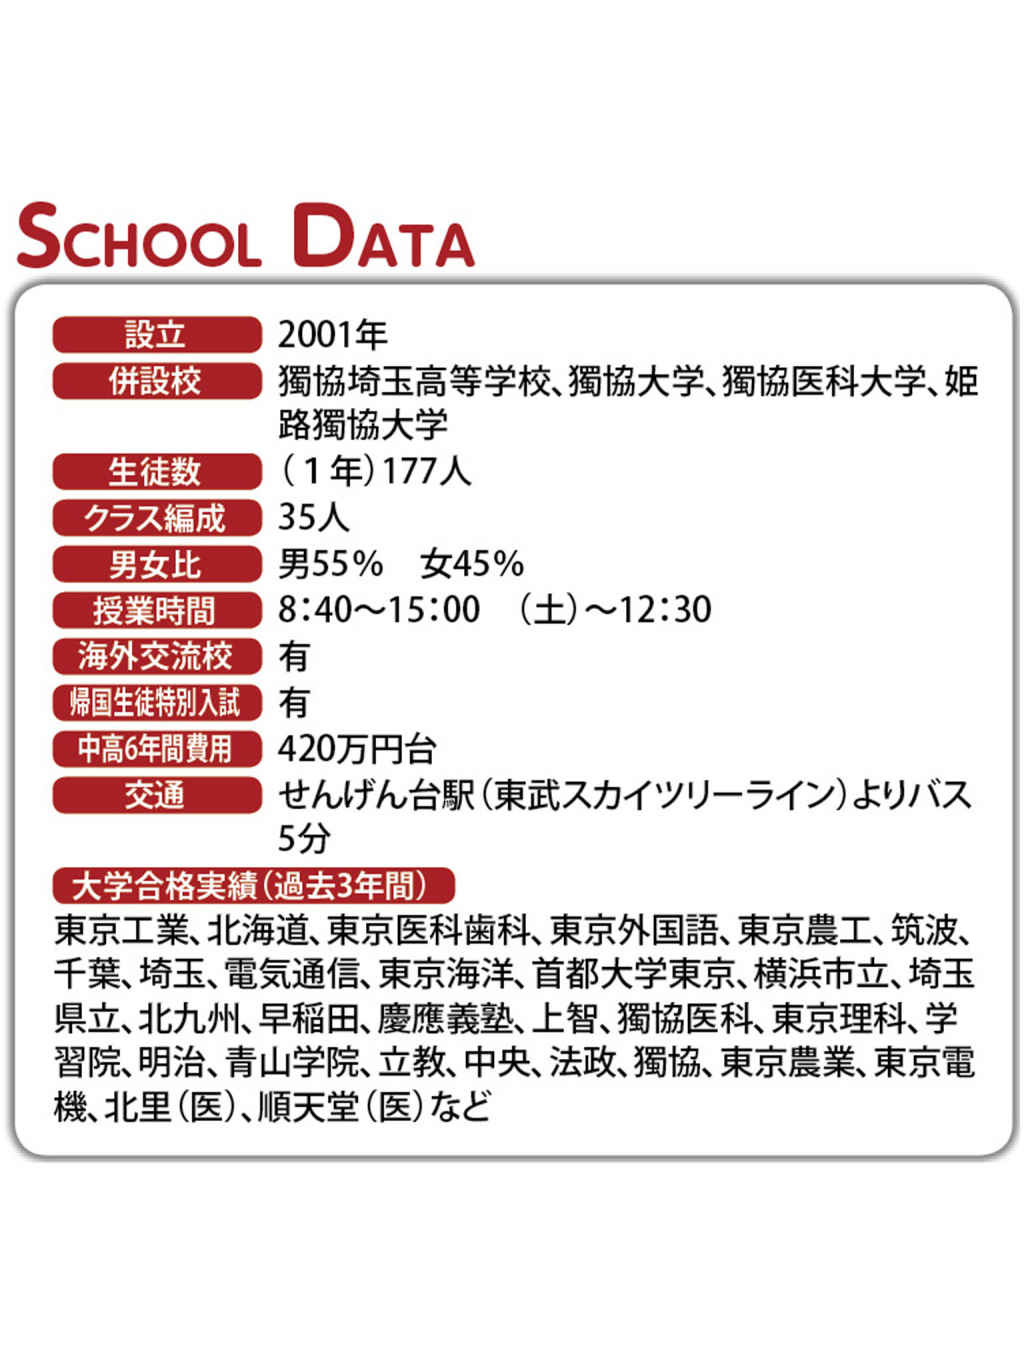 SCHOOL DATA
設立 2001年
併設校 獨協埼玉高等学校、獨協大学、獨協医科大学、姫
路獨協大学
生徒数 (1年)177人
クラス編成 35人
男女比 男55% 女45%
授業時間 8:40〜15:00 (土)〜12:30
海外交流校 有
帰国生徒特別入試 有
中高6年間費用 420万円台
交通 せんげん台駅(東武スカイツリーライン)よりバス
5分
大学合格実績(過去3年間)
東京工業、北海道、東京医科歯科、東京外国語、東京農工、筑波、
千葉、埼玉、電気通信、東京海洋、首都大学東京、横浜市立、埼玉
県立、北九州、早稲田、慶應義塾、上智、獨協医科、東京理科、学
習院、明治、青山学院、立教、中央、法政、獨協、東京農業、東京電
機、北里(医)、順天堂(医)など